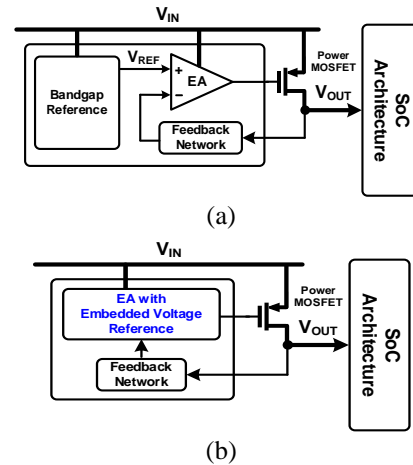 VIN
VREF
+
EA
−
Power
MOSFET
Bandgap
Reference
Feedback
Network
VOUT
SoC
Architecture
(a)
VIN
EA with
Embedded Voltage
Reference
Power
MOSFET
VOUT
Feedback
Network
SoC
Architecture
(b)